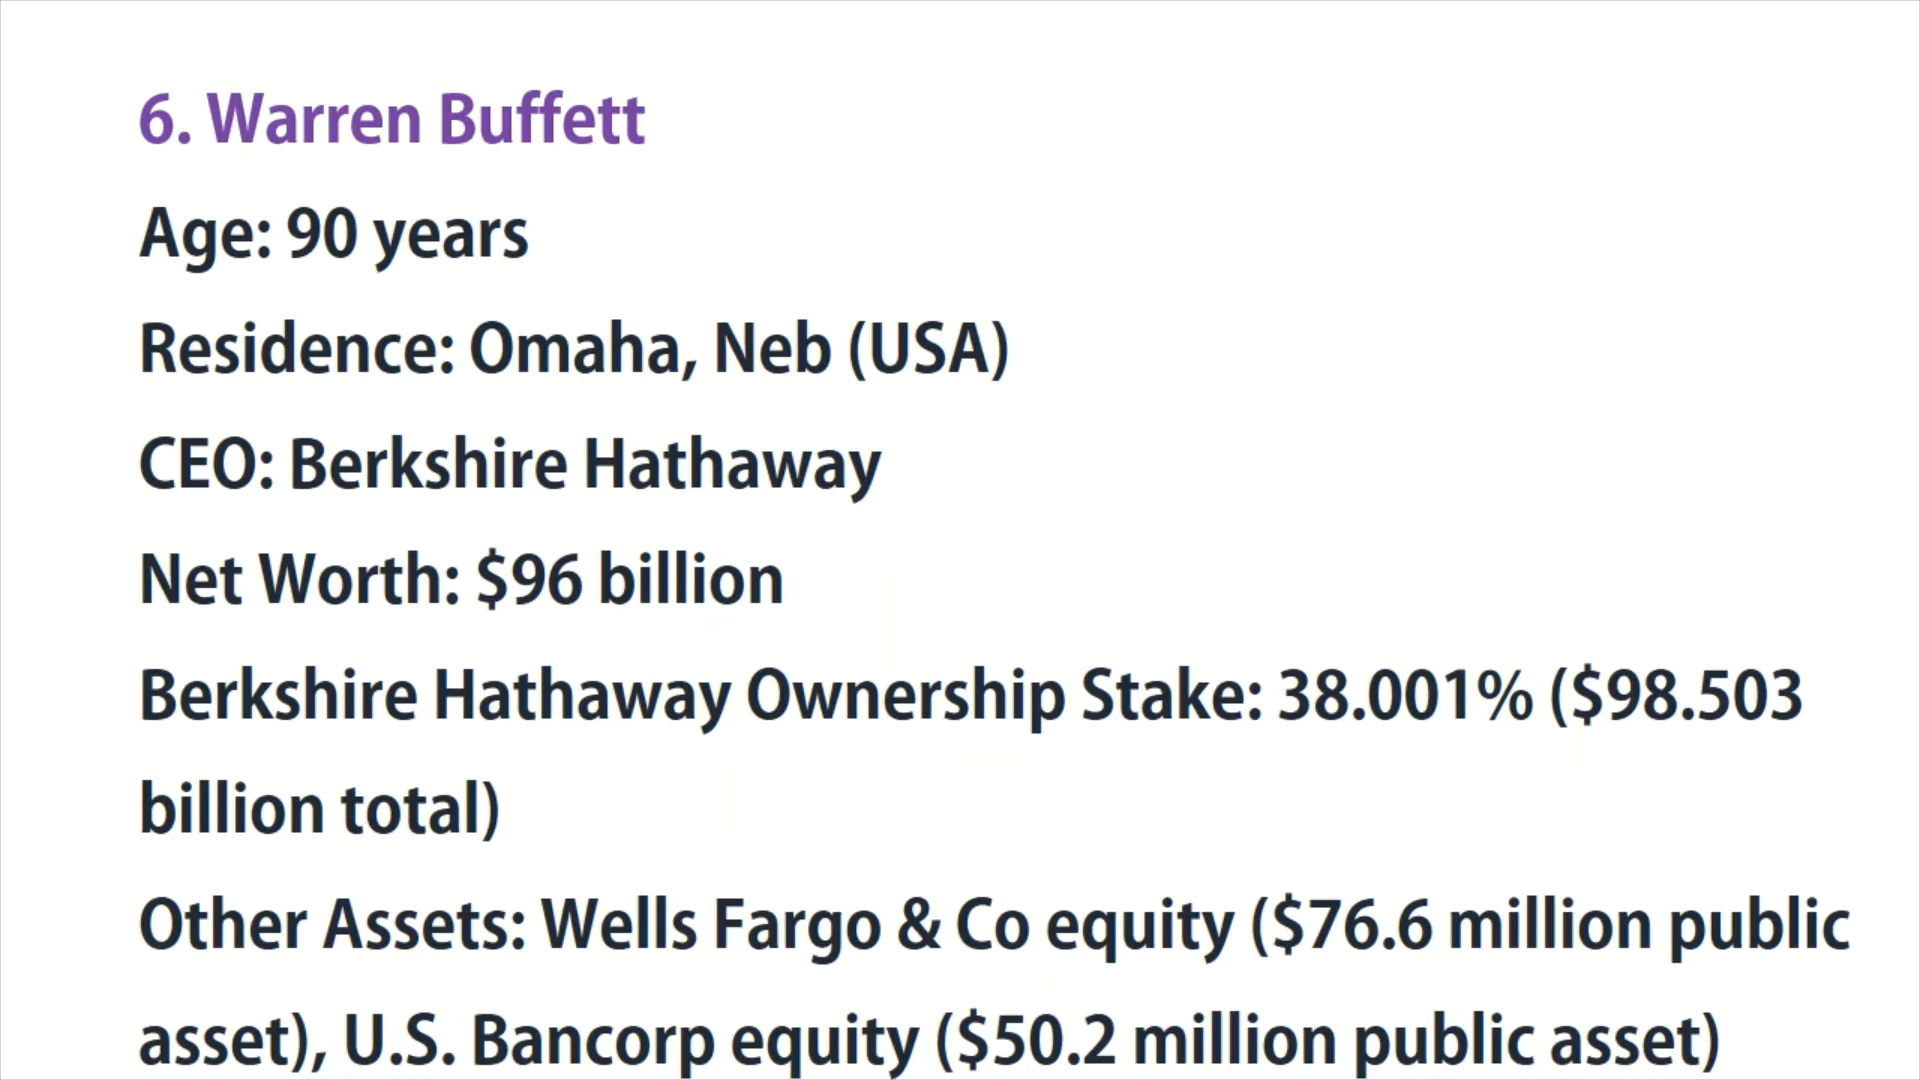 6. Warren Buffett
Age: 90 years
Residence: Omaha, Neb (USA)
CEO: Berkshire Hathaway
Net Worth: $96 billion
Berkshire Hathaway Ownership Stake: 38.001% ($98.503
billion total)
Other Assets: Wells Fargo & Co equity ($76.6 million public
asset), U.S. Bancorp equity ($50.2 million public asset)